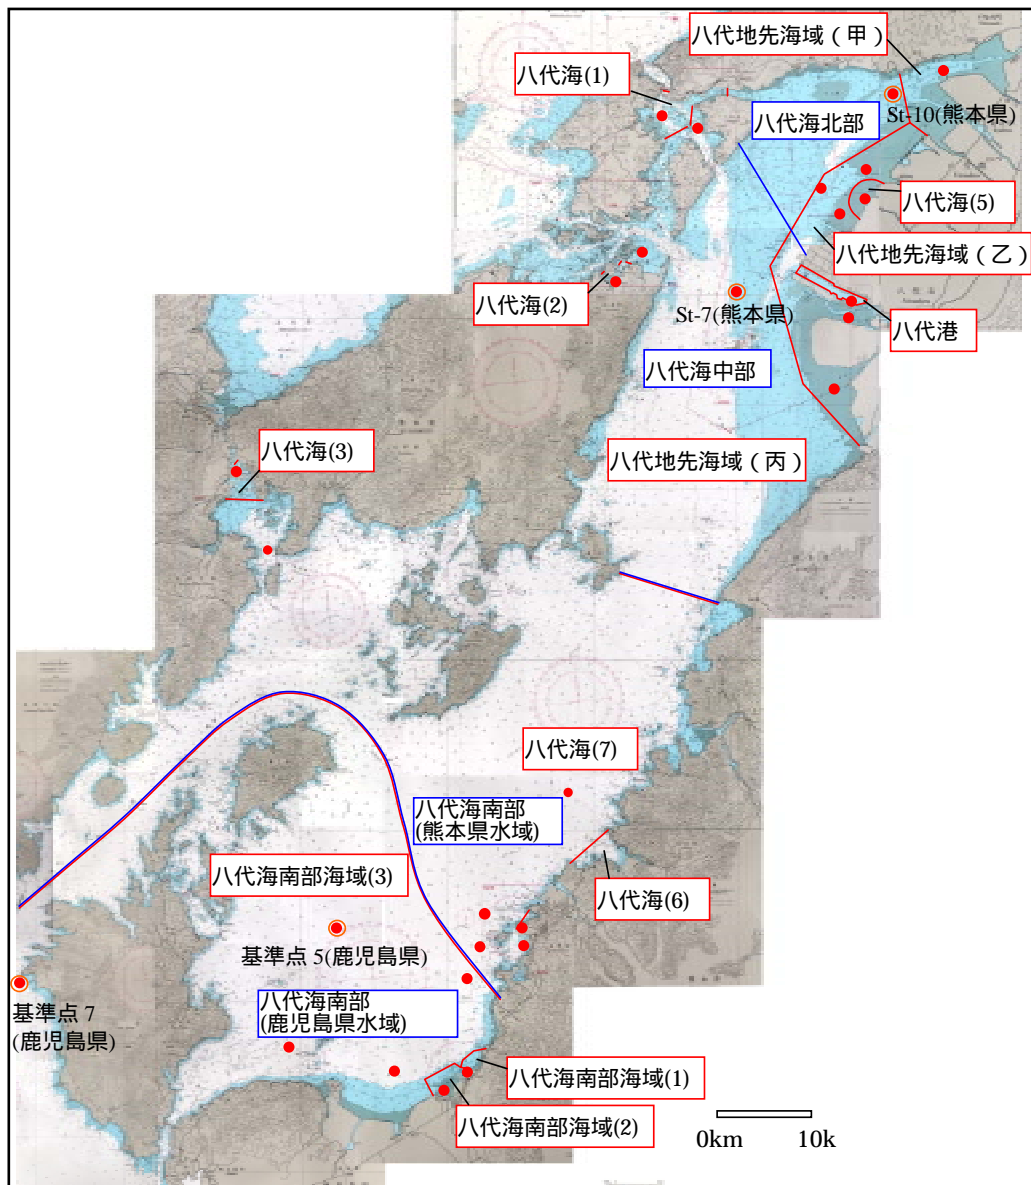 八代地先海域（甲）
八代海(1)
St-10(熊本県)
八代海北部
八代海(5)
八代地先海域（乙）
八代海(2)
St-7(熊本県)
八代港
八代海中部
八代海(3)
八代地先海域（丙）
八代海(7)
八代海南部
(熊本県水域)
八代海南部海域(3)
八代海(6)
基準点 5(鹿児島県)
基準点 7
(鹿児島県)
八代海南部
(鹿児島県水域)
八代海南部海域(1)
八代海南部海域(2)
0km 10k